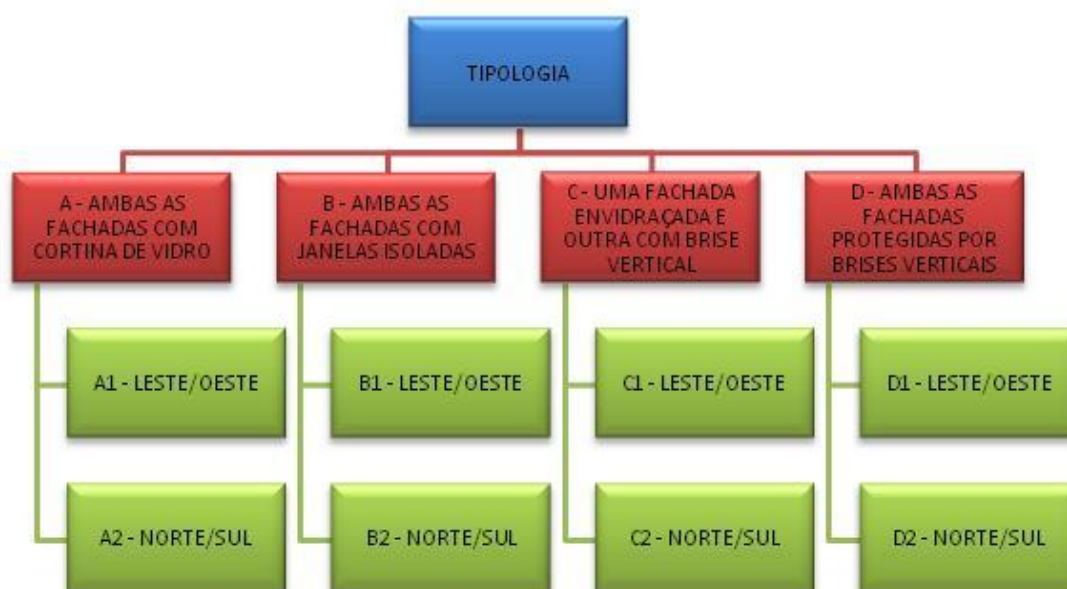 TIPOLOGIA
A - AMBAS AS
FACHADAS COM
CORTINA DE VIDRO
B - AMBAS AS
FACHADAS COM
JANELAS ISOLADAS
C - UMA FACHADA
ENVIDRAÇADA E
OUTRA COM BRISE
VERTICAL
D - AMBAS AS
FACHADAS
PROTEGIDAS POR
BRISES VERTICAIS
A1 - LESTE/OESTE
B1 - LESTE/OESTE
C1 - LESTE/OESTE
D1 - LESTE/OESTE
A2 - NORTE/SUL
B2 - NORTE/SUL
C2 - NORTE/SUL
D2 - NORTE/SUL